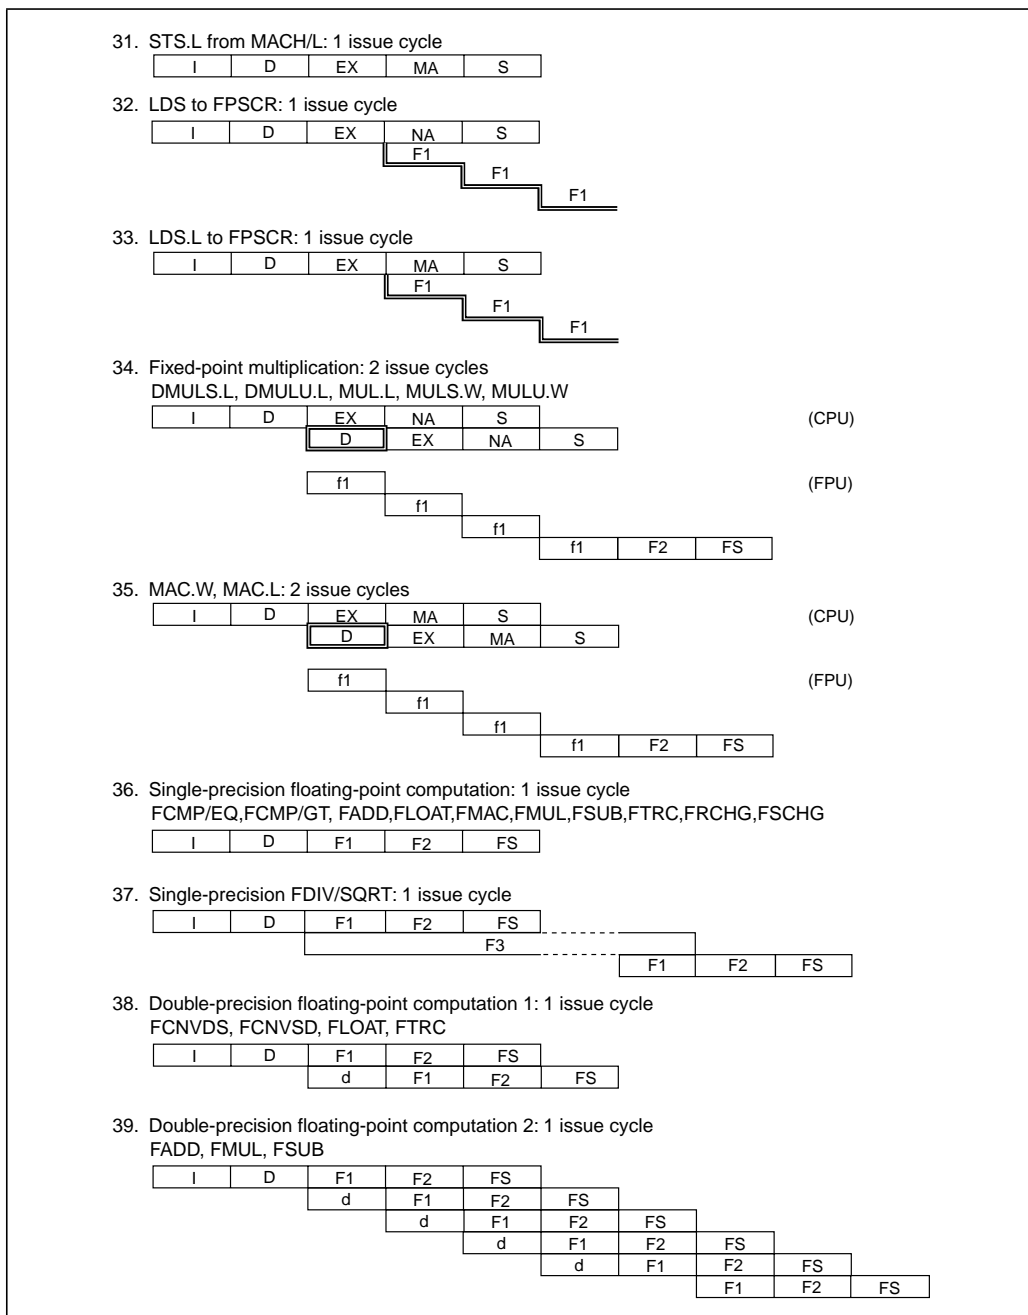 31. STS.L from MACH/L: 1 issue cycle
I D EX MA S
32. LDS to FPSCR: 1 issue cycle
I D EX NA S
F1
F1
F1
33. LDS.L to FPSCR: 1 issue cycle
I D EX MA S
F1
F1
F1
34. Fixed-point multiplication: 2 issue cycles
DMULS.L, DMULU.L, MUL.L, MULS.W, MULU.W
I D EX NA S (CPU)
D EX NA S
f1 (FPU)
f1
f1
f1 F2 FS
35. MAC.W, MAC.L: 2 issue cycles
I D EX MA S (CPU)
D EX MA S
f1 (FPU)
f1
f1
f1 F2 FS
36. Single-precision floating-point computation: 1 issue cycle
FCMP/EQ,FCMP/GT, FADD,FLOAT,FMAC,FMUL,FSUB,FTRC,FRCHG,FSCHG
I D F1 F2 FS
37. Single-precision FDIV/SQRT: 1 issue cycle
I D F1 F2 FS
F3
F1 F2 FS
38. Double-precision floating-point computation 1: 1 issue cycle
FCNVDS, FCNVSD, FLOAT, FTRC
I D F1 F2 FS
d F1 F2 FS
39. Double-precision floating-point computation 2: 1 issue cycle
FADD, FMUL, FSUB
I D F1 F2 FS
d F1 F2 FS
d F1 F2 FS
d F1 F2 FS
d F1 F2 FS
F1 F2 FS